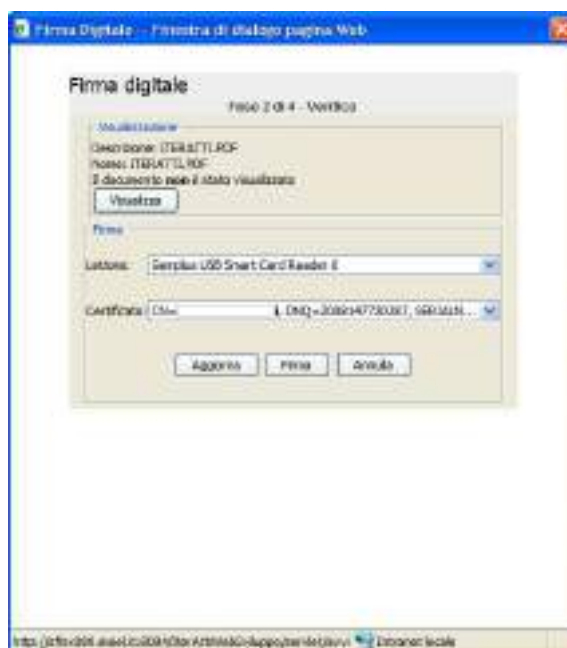 Firma Digitale -- Finestra di dialogo pagina Web
Firma digitale
Fase 2 di 4 - Verifica
Visualizzazione
Descrizione: ITERATTI.PDF
Nome: ITERATTI.PDF
Il documento non è stato visualizzato
Visualizza
Firma
Lettore: Gemplus USB Smart Card Reader 0
Certificato: CN=
Aggiorna Firma Annulla
Intranet locale